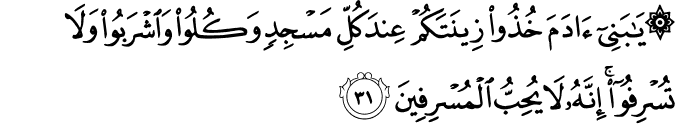 ۞ يَٰبَنِىٓ ءَادَمَ خُذُوا۟ زِينَتَكُمْ عِندَ كُلِّ مَسْجِدٍ وَكُلُوا۟ وَٱشْرَبُوا۟ وَلَا
تُسْرِفُوٓا۟ ۚ إِنَّهُۥ لَا يُحِبُّ ٱلْمُسْرِفِينَ ٣١